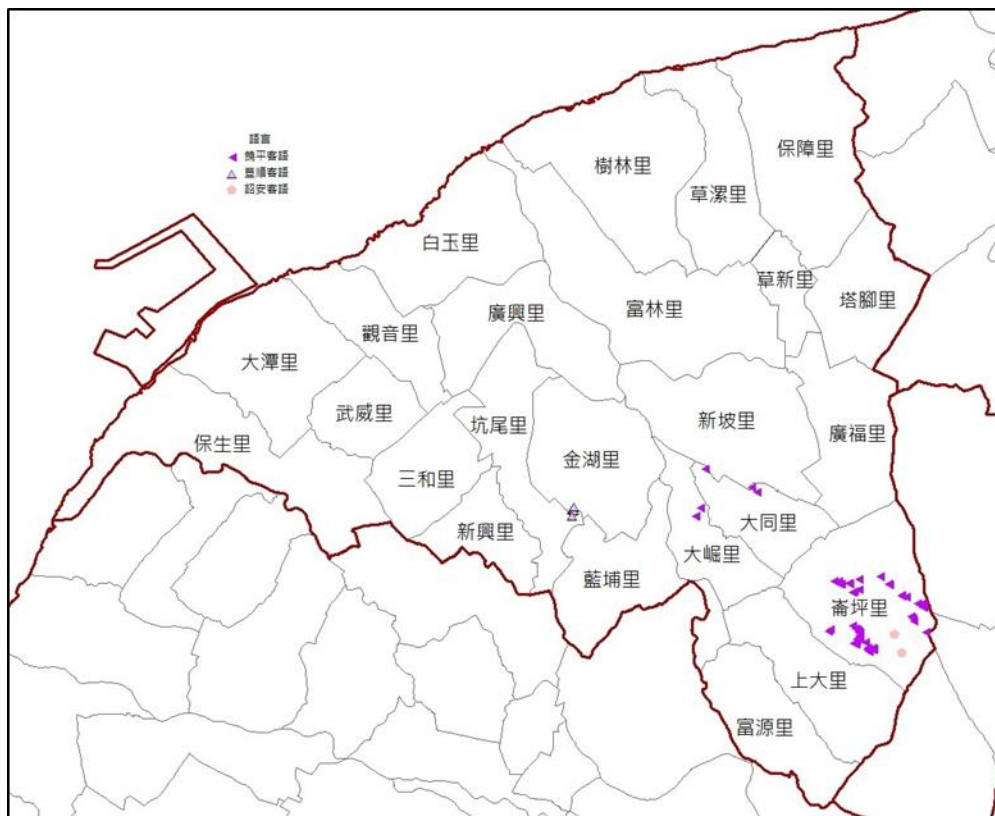 語言
饒平客語
豐順客語
詔安客語
保障里
樹林里
草漯里
白玉里
草新里
塔腳里
富林里
廣興里
觀音里
大潭里
武威里
坑尾里
新坡里
廣福里
保生里
金湖里
三和里
新興里
大同里
大崛里
藍埔里
崙坪里
上大里
富源里